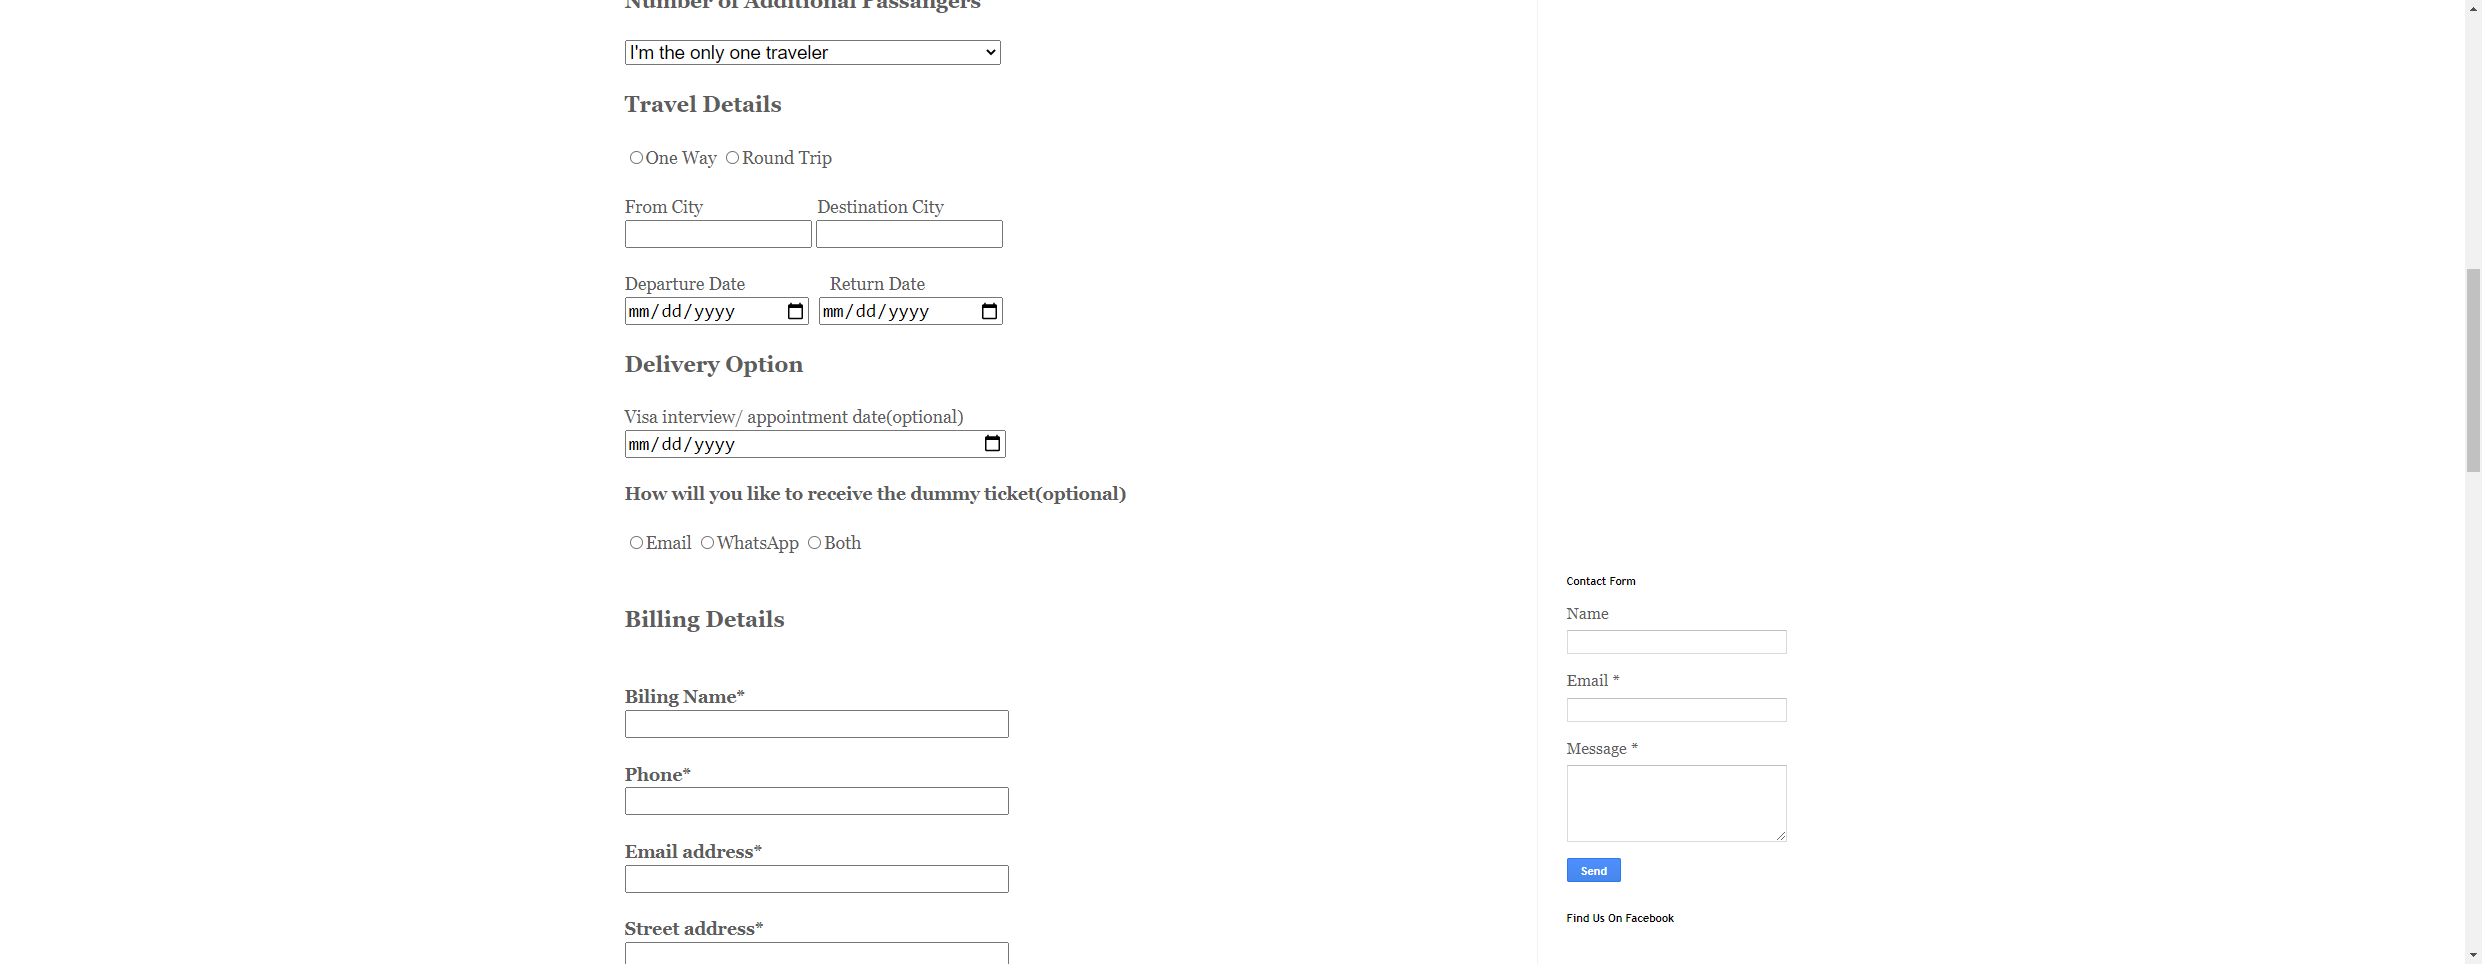 Number of Additional Passangers
I'm the only one traveler
Travel Details
One Way Round Trip
From City Destination City
Departure Date Return Date
mm/dd/yyyy mm/dd/yyyy
Delivery Option
Visa interview/ appointment date(optional)
mm/dd/yyyy
How will you like to receive the dummy ticket(optional)
Email WhatsApp Both
Billing Details
Biling Name*
Phone*
Email address*
Street address*
Contact Form
Name
Email *
Message *
Send
Find Us On Facebook